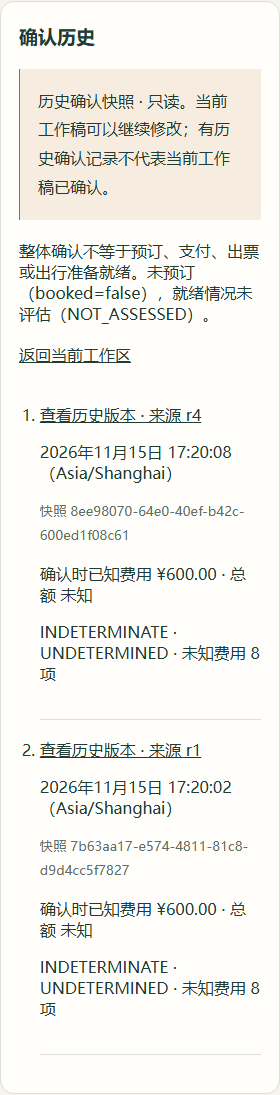 确认历史
历史确认快照 · 只读。当前
工作稿可以继续修改；有历
史确认记录不代表当前工作
稿已确认。
整体确认不等于预订、支付、出票
或出行准备就绪。未预订
（booked=false），就绪情况未
评估（NOT_ASSESSED）。
返回当前工作区
1. 查看历史版本 · 来源 r4
2026年11月15日 17:20:08
（Asia/Shanghai）
快照 8ee98070-64e0-40ef-b42c-
600ed1f08c61
确认时已知费用 ¥600.00 · 总
额 未知
INDETERMINATE ·
UNDETERMINED · 未知费用 8
项
2. 查看历史版本 · 来源 r1
2026年11月15日 17:20:02
（Asia/Shanghai）
快照 7b63aa17-e574-4811-81c8-
d9d4cc5f7827
确认时已知费用 ¥600.00 · 总
额 未知
INDETERMINATE ·
UNDETERMINED · 未知费用 8
项